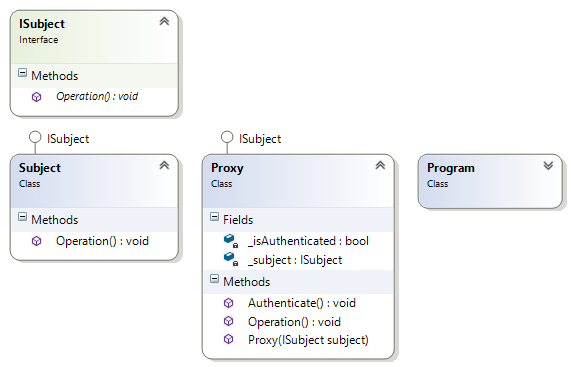 ISubject
Interface
Methods
Operation() : void
ISubject
Subject
Class
Methods
Operation() : void
ISubject
Proxy
Class
Fields
_isAuthenticated : bool
_subject : ISubject
Methods
Authenticate() : void
Operation() : void
Proxy(ISubject subject)
Program
Class